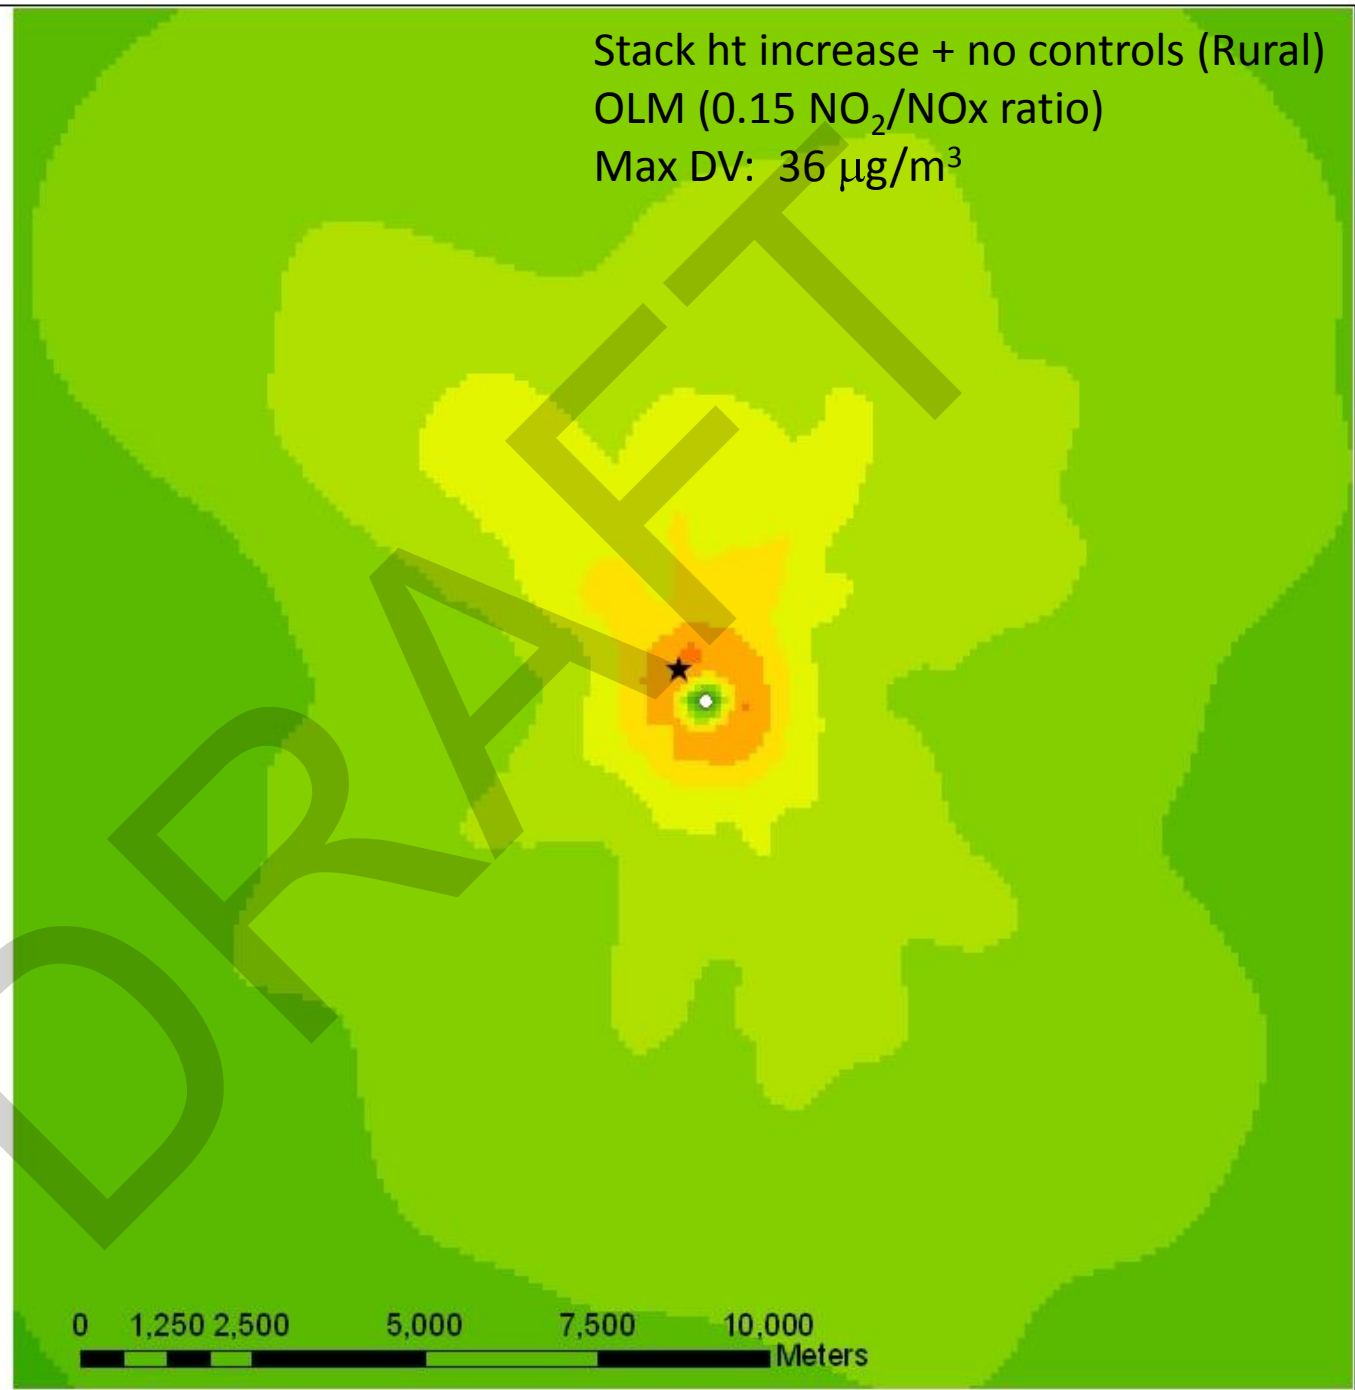 Stack ht increase + no controls (Rural)
OLM (0.15 NO₂/NOx ratio)
Max DV: 36 μg/m³
DRAFT
0 1,250 2,500 5,000 7,500 10,000
Meters